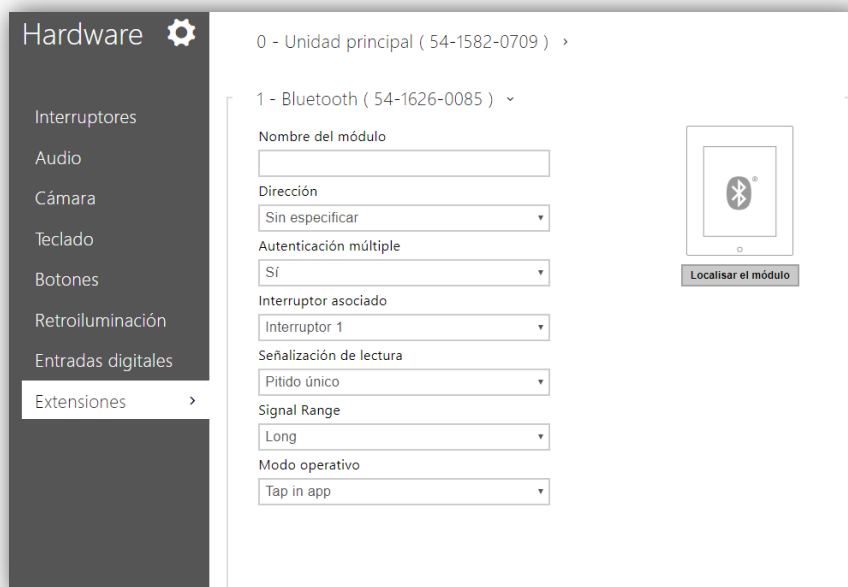 Hardware
Interruptores
Audio
Cámara
Teclado
Botones
Retroiluminación
Entradas digitales
Extensiones
0 - Unidad principal ( 54-1582-0709 )
1 - Bluetooth ( 54-1626-0085 )
Nombre del módulo
Dirección
Sin especificar
Autenticación múltiple
Sí
Interruptor asociado
Interruptor 1
Señalización de lectura
Pitido único
Signal Range
Long
Modo operativo
Tap in app
Localisar el módulo